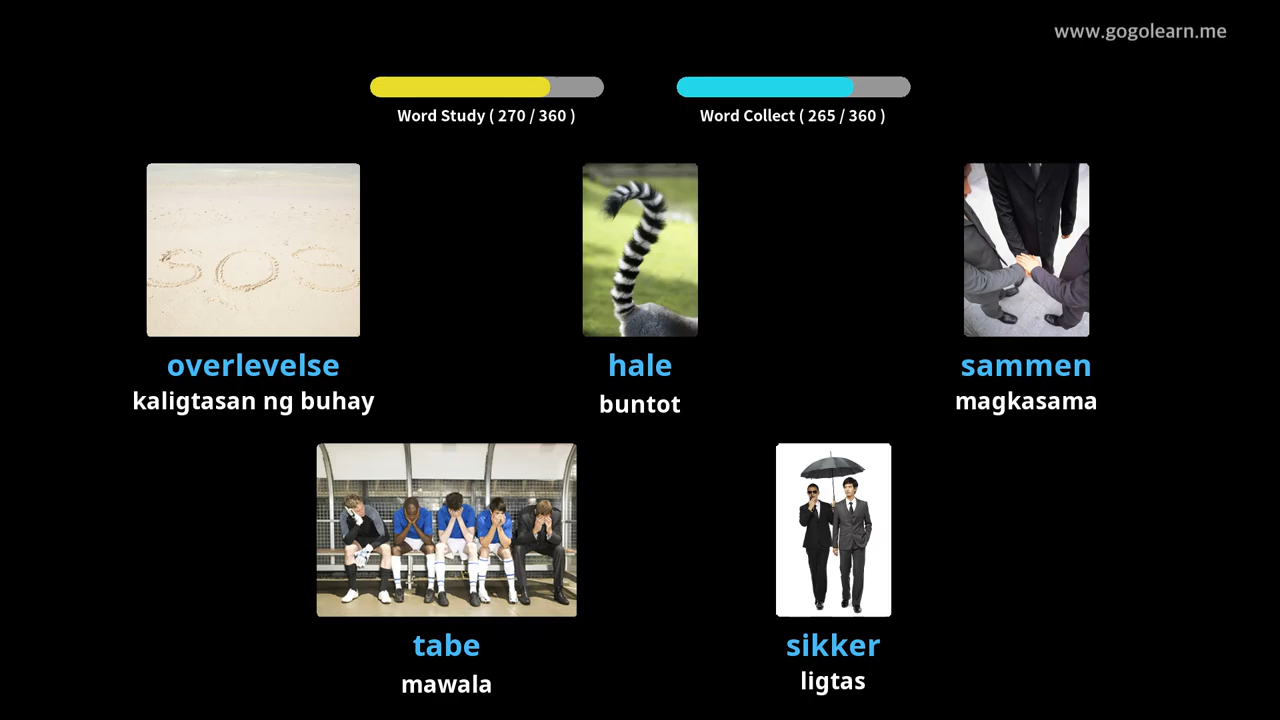 www.gogolearn.me
Word Study ( 270 / 360 )
Word Collect ( 265 / 360 )
SOS
overlevelse
hale
sammen
kaligtasan ng buhay
buntot
magkasama
tabe
sikker
mawala
ligtas